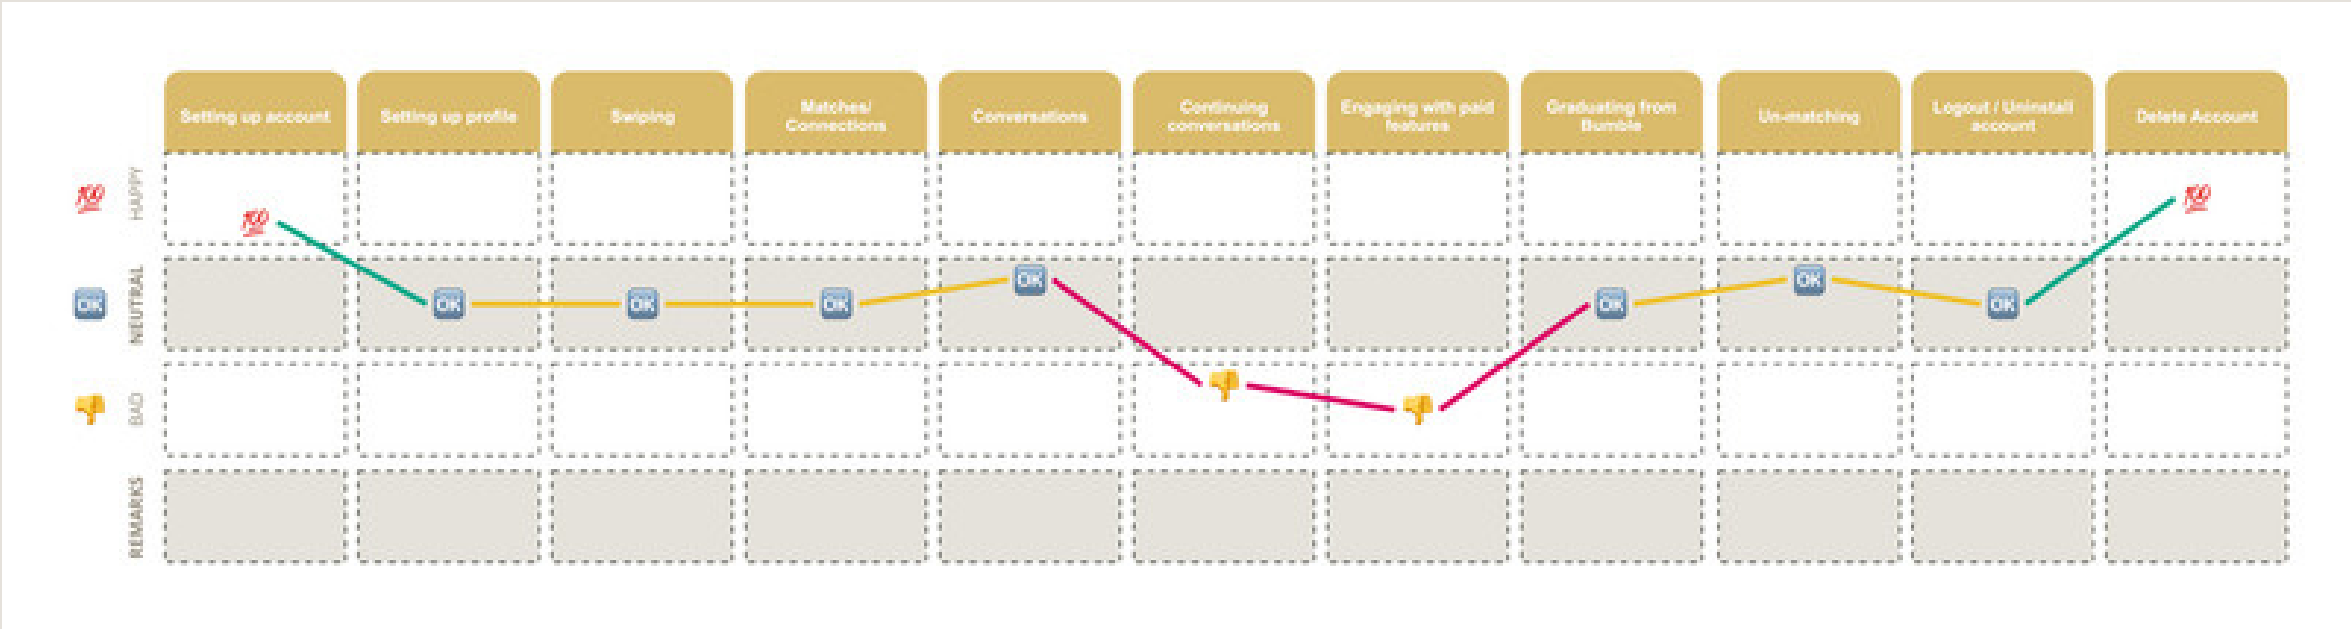 Setting up account
Setting up profile
Swiping
Matches/
Connections
Conversations
Continuing
conversations
Engaging with paid
features
Graduating from
Bumble
Un-matching
Logout / Uninstall
account
Delete Account
💯 HAPPY
💯
💯
🆗 NEUTRAL
🆗
🆗
🆗
🆗
🆗
🆗
🆗
BAD
REMARKS